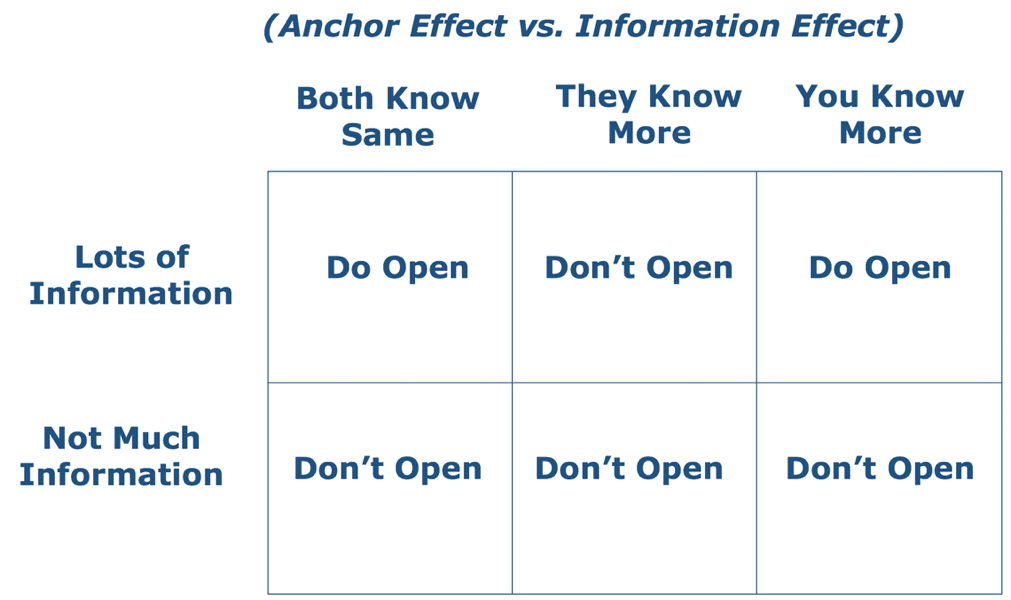 (Anchor Effect vs. Information Effect)
Both Know
Same
They Know
More
You Know
More
Lots of
Information
Do Open
Don’t Open
Do Open
Not Much
Information
Don’t Open
Don’t Open
Don’t Open